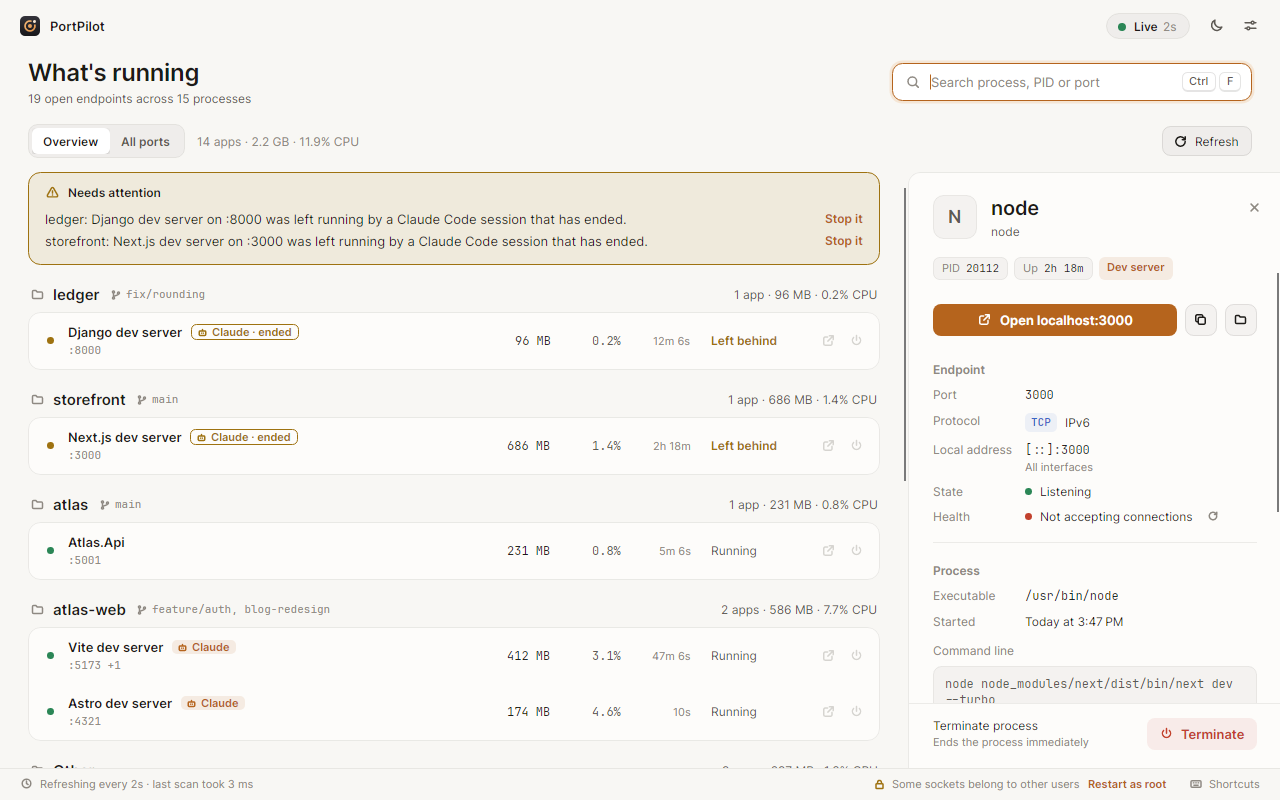 PortPilot
Live 2s
What's running
19 open endpoints across 15 processes
Search process, PID or port
Ctrl F
Overview All ports 14 apps · 2.2 GB · 11.9% CPU
Refresh
Needs attention
ledger: Django dev server on :8000 was left running by a Claude Code session that has ended. Stop it
storefront: Next.js dev server on :3000 was left running by a Claude Code session that has ended. Stop it
ledger fix/rounding 1 app · 96 MB · 0.2% CPU
Django dev server Claude · ended 96 MB 0.2% 12m 6s Left behind
:8000
storefront main 1 app · 686 MB · 1.4% CPU
Next.js dev server Claude · ended 686 MB 1.4% 2h 18m Left behind
:3000
atlas main 1 app · 231 MB · 0.8% CPU
Atlas.Api 231 MB 0.8% 5m 6s Running
:5001
atlas-web feature/auth, blog-redesign 2 apps · 586 MB · 7.7% CPU
Vite dev server Claude 412 MB 3.1% 47m 6s Running
:5173 +1
Astro dev server Claude 174 MB 4.6% 10s Running
:4321
N
node
node
PID 20112 Up 2h 18m Dev server
Open localhost:3000
Endpoint
Port 3000
Protocol TCP IPv6
Local address [::]:3000
All interfaces
State Listening
Health Not accepting connections
Process
Executable /usr/bin/node
Started Today at 3:47 PM
Command line
node node_modules/next/dist/bin/next dev
--turbo
Terminate process
Ends the process immediately
Terminate
Refreshing every 2s · last scan took 3 ms
Some sockets belong to other users Restart as root Shortcuts